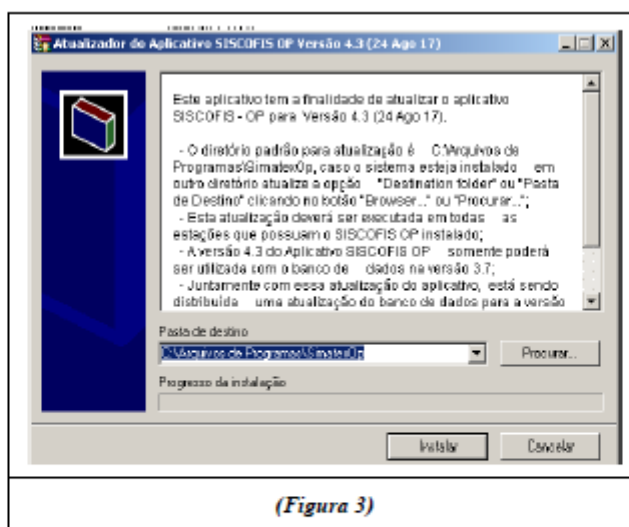 Atualizador do Aplicativo SISCOFIS OP Versão 4.3 (24 Ago 17)
Este aplicativo tem a finalidade de atualizar o aplicativo
SISCOFIS - OP para Versão 4.3 (24 Ago 17).
- O diretório padrão para atualização é C:\Arquivos de
Programas\SimatexOp, caso o sistema esteja instalado em
outro diretório atualize a opção "Destination folder" ou "Pasta
de Destino" clicando no botão "Browser..." ou "Procurar...";
- Esta atualização deverá ser executada em todas as
estações que possuam o SISCOFIS OP instalado;
- A versão 4.3 do Aplicativo SISCOFIS OP somente poderá
ser utilizada com o banco de dados na versão 3.7;
- Juntamente com essa atualização do aplicativo, está sendo
distribuída uma atualização do banco de dados para a versão
Pasta de destino
C:\Arquivos de Programas\SimatexOp
Procurar...
Progresso da instalação
Instalar
Cancelar
(Figura 3)